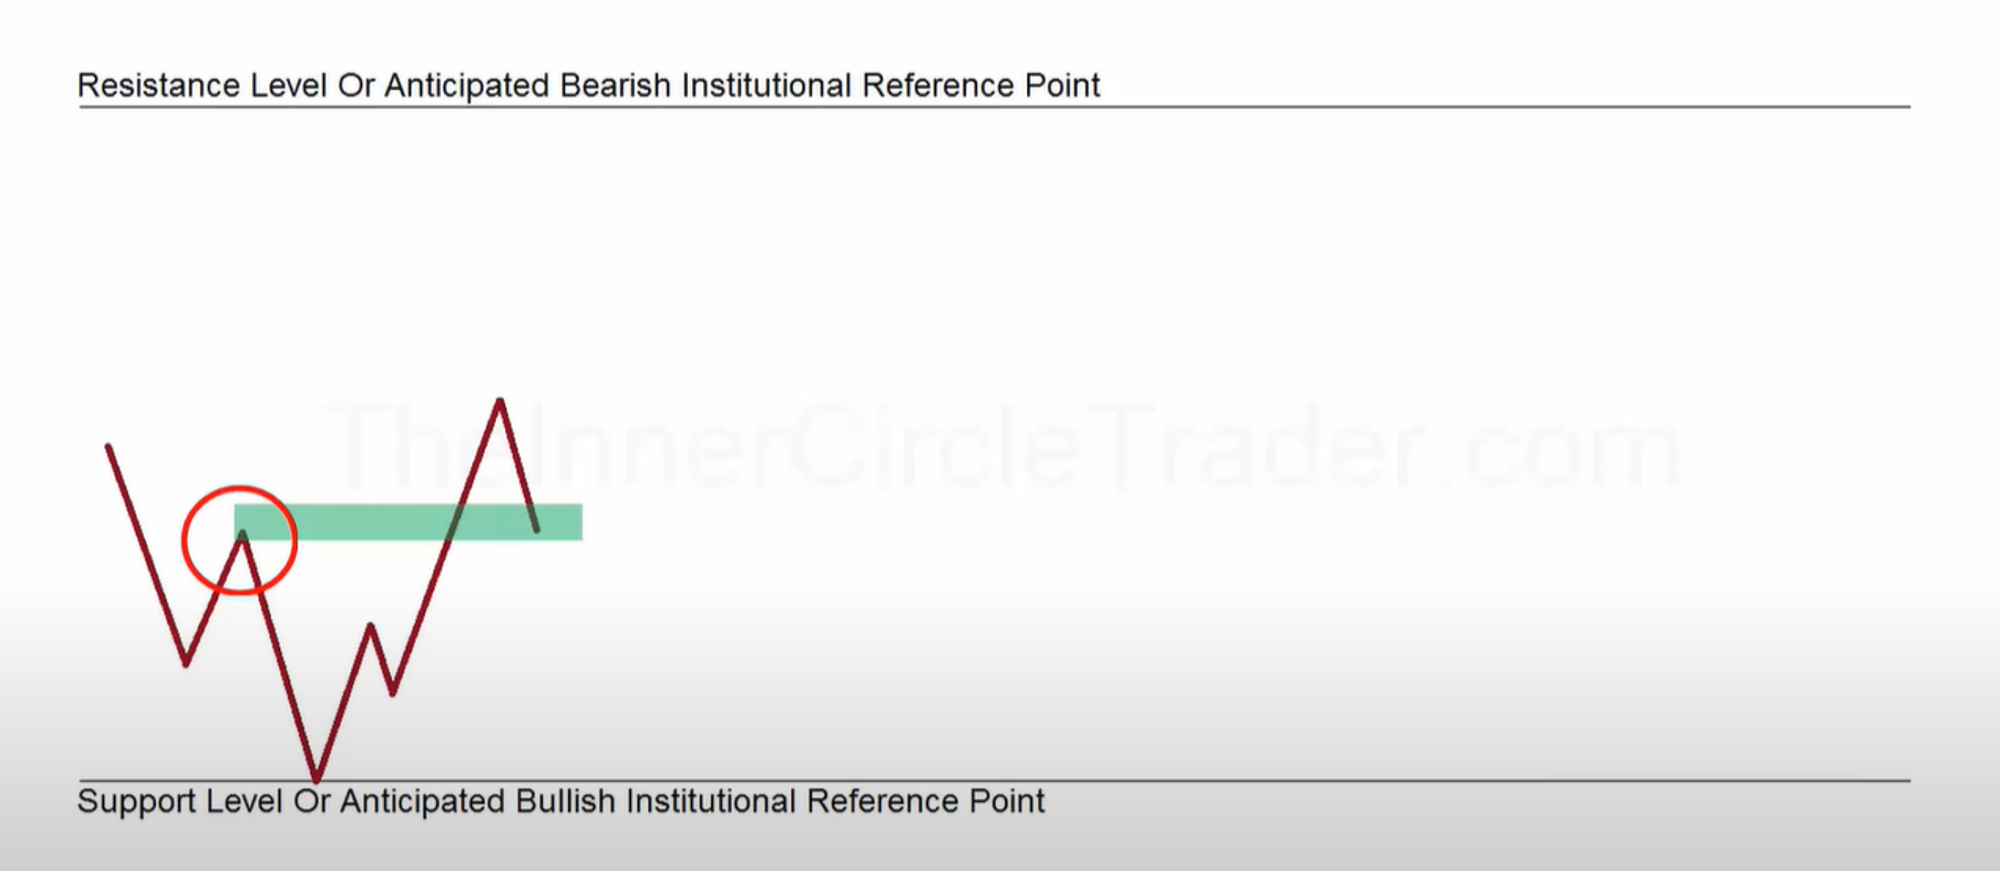 Resistance Level Or Anticipated Bearish Institutional Reference Point
TheInnerCircleTrader.com
Support Level Or Anticipated Bullish Institutional Reference Point